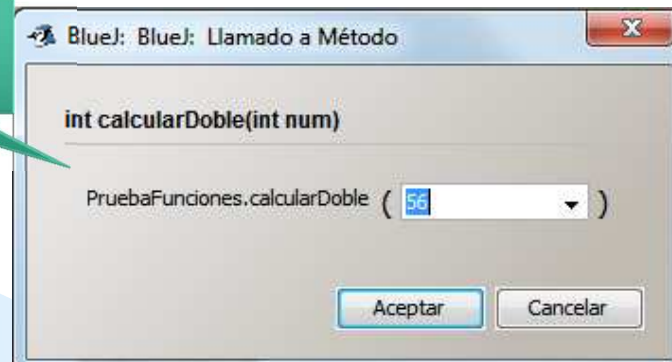 BlueJ: BlueJ: Llamado a Método
int calcularDoble(int num)
PruebaFunciones.calcularDoble ( 56 )
Aceptar Cancelar